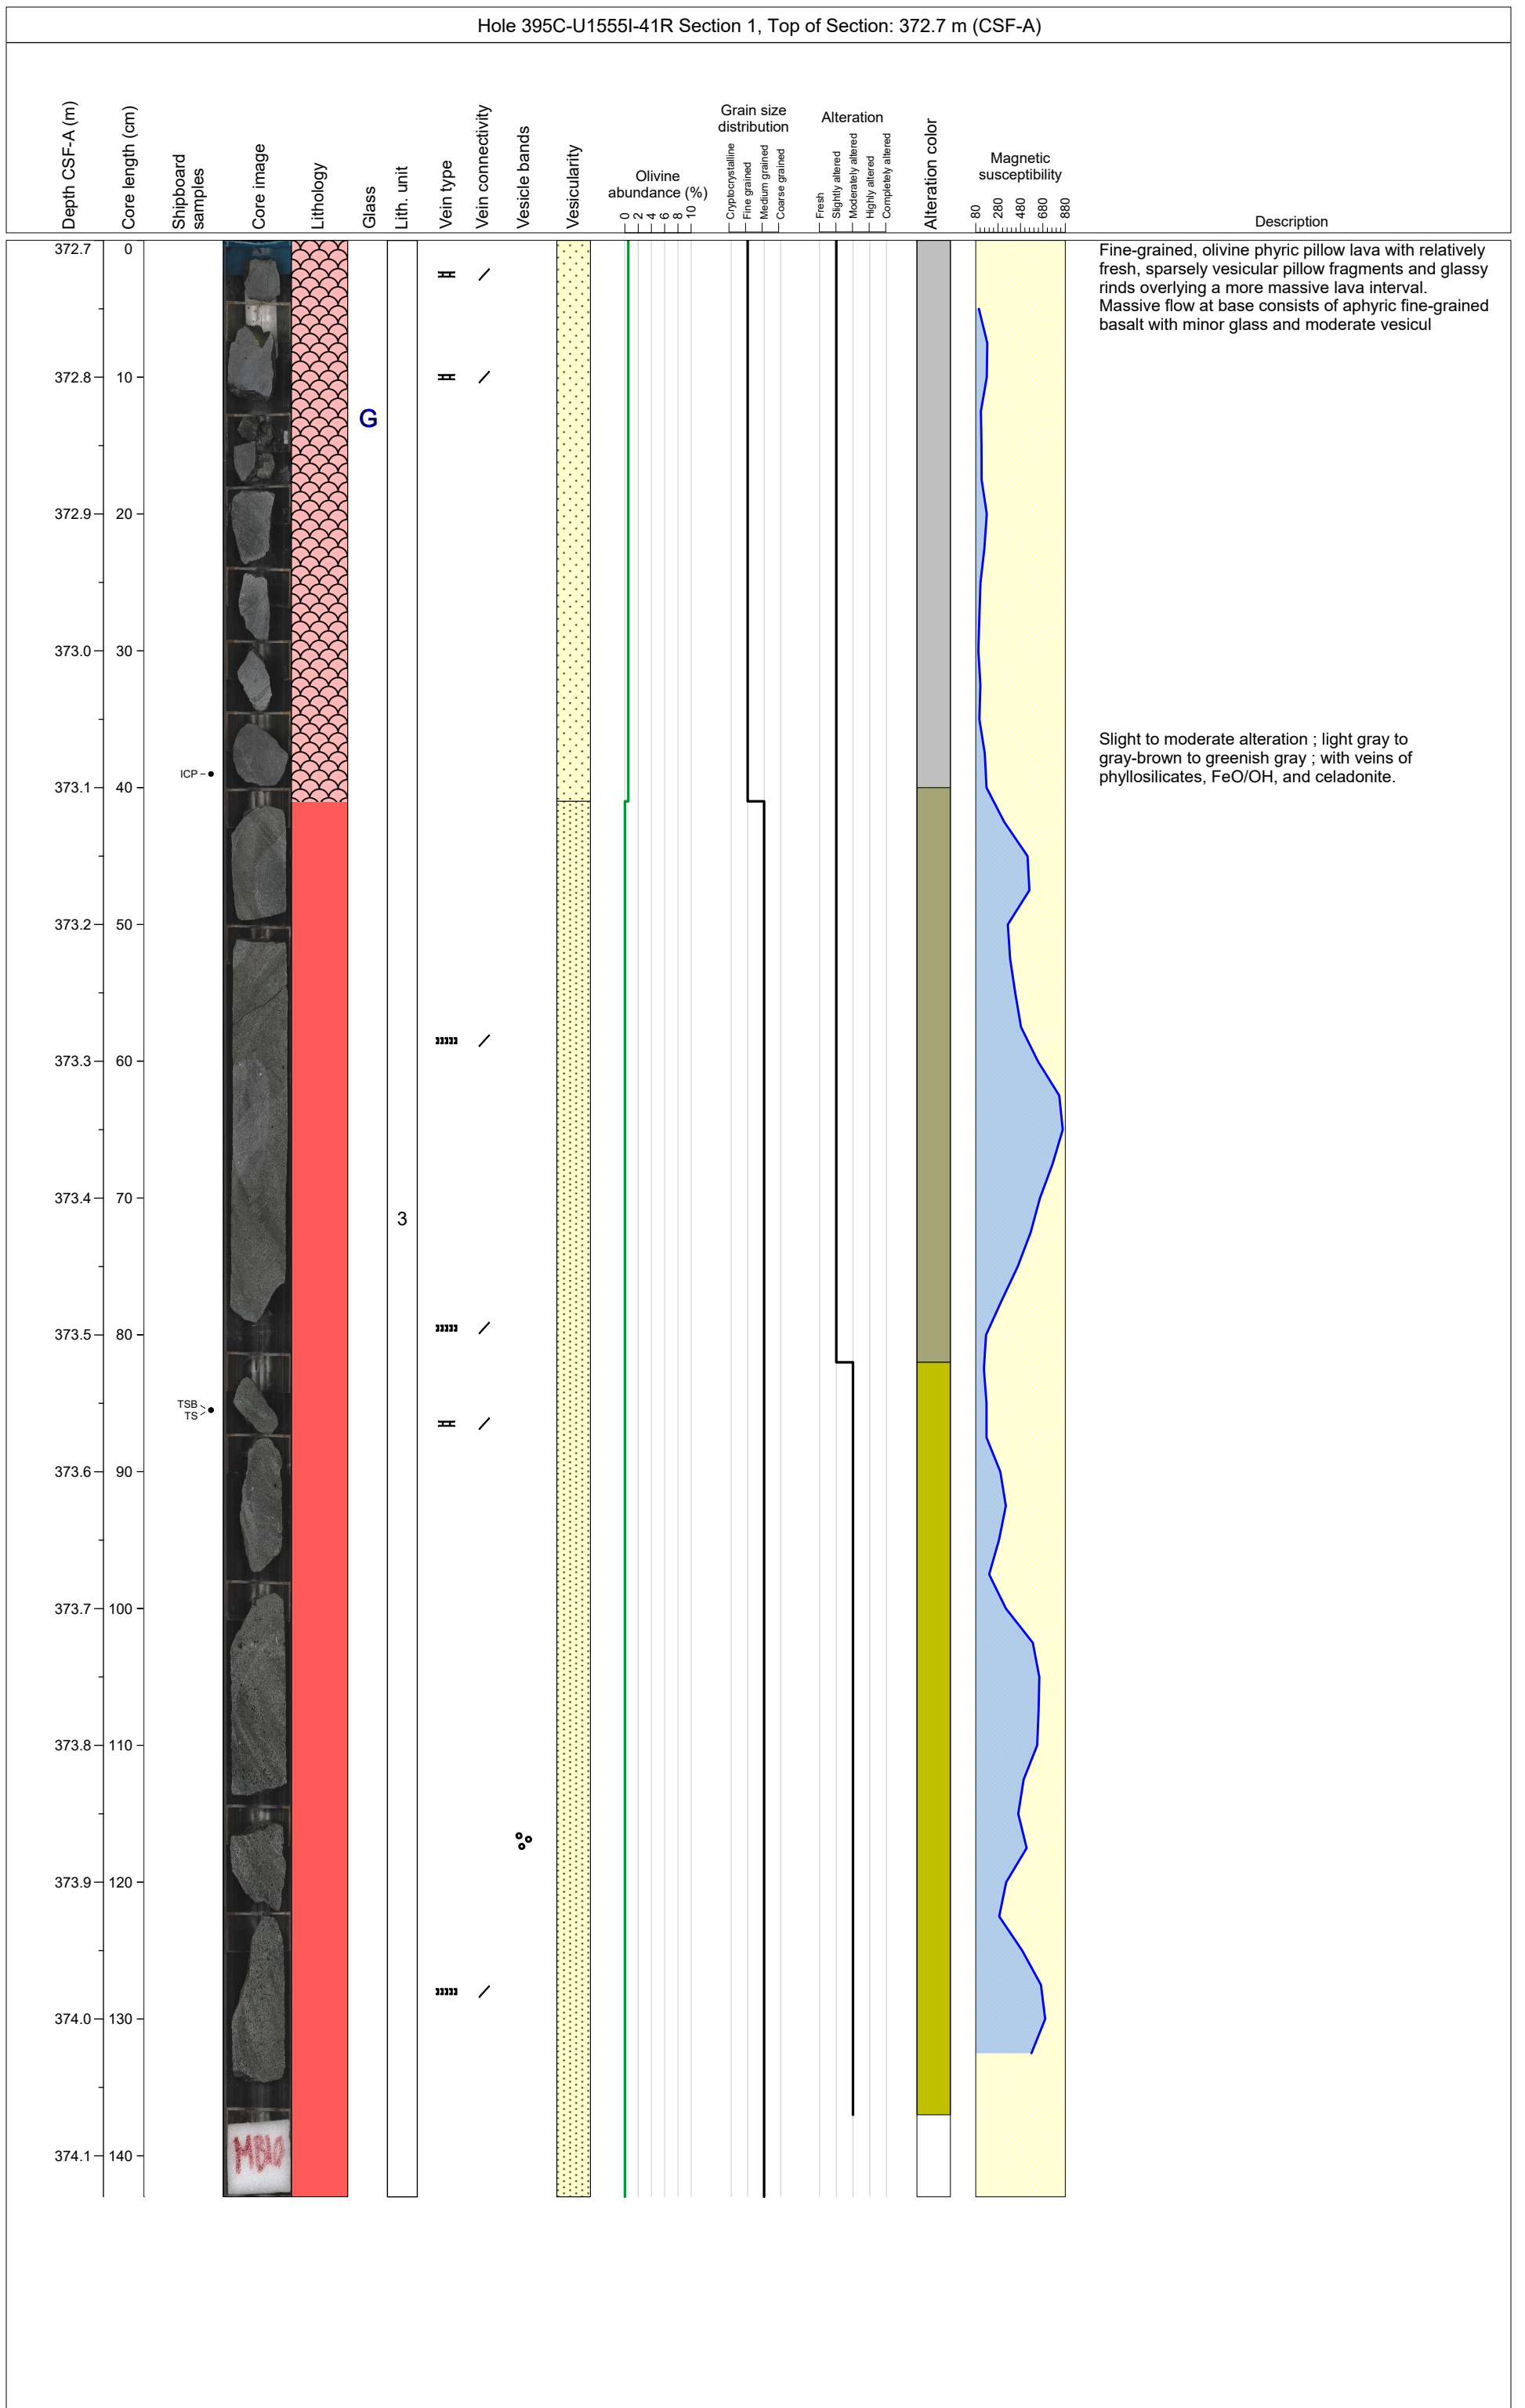 Hole 395C-U1555I-41R Section 1, Top of Section: 372.7 m (CSF-A)
Depth CSF-A (m)
Core length (cm)
Shipboard
samples
Core image
Lithology
Glass
Lith. unit
Vein type
Vein connectivity
Vesicle bands
Vesicularity
Olivine
abundance (%)
0 2 4 6 8 10
Grain size
distribution
Cryptocrystalline
Fine grained
Medium grained
Coarse grained
Alteration
Fresh
Slightly altered
Moderately altered
Highly altered
Completely altered
Alteration color
Magnetic
susceptibility
80 280 480 680 880
Description
372.7 0
Fine-grained, olivine phyric pillow lava with relatively
fresh, sparsely vesicular pillow fragments and glassy
rinds overlying a more massive lava interval.
Massive flow at base consists of aphyric fine-grained
basalt with minor glass and moderate vesicul
372.8 10
G
372.9 20
373.0 30
Slight to moderate alteration ; light gray to
gray-brown to greenish gray ; with veins of
phyllosilicates, FeO/OH, and celadonite.
ICP
373.1 40
373.2 50
373.3 60
373.4 70
3
373.5 80
TSB
TS
373.6 90
373.7 100
373.8 110
373.9 120
374.0 130
374.1 140